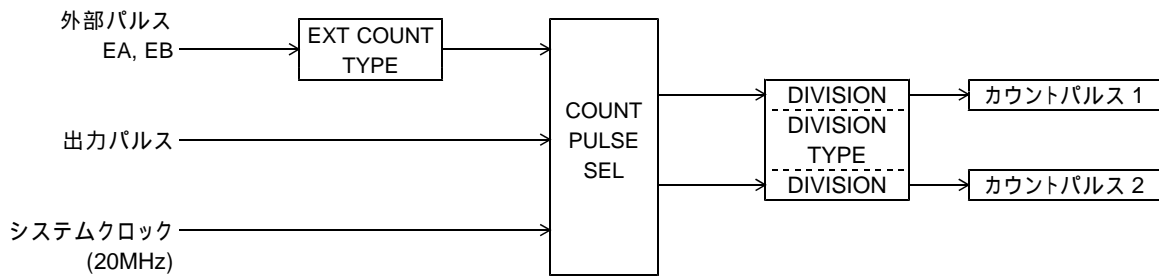 外部パルス
EA, EB
EXT COUNT
TYPE
出力パルス
システムクロック
(20MHz)
COUNT
PULSE
SEL
DIVISION
DIVISION
TYPE
DIVISION
カウントパルス 1
カウントパルス 2